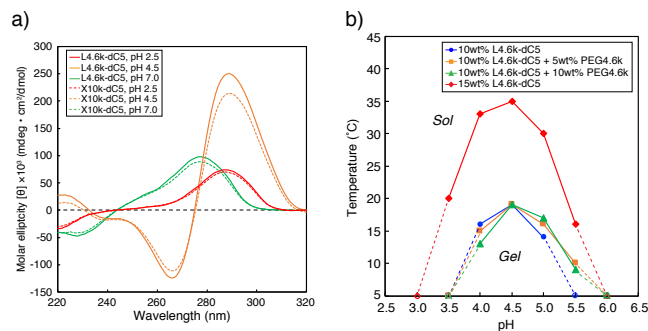 a)
300
250
200
150
100
50
0
-50
-100
-150
220
240
260
280
300
320
Molar elliptcity [θ] ×10³ (mdeg • cm²/dmol)
Wavelength (nm)
L4.6k-dC5, pH 2.5
L4.6k-dC5, pH 4.5
L4.6k-dC5, pH 7.0
X10k-dC5, pH 2.5
X10k-dC5, pH 4.5
X10k-dC5, pH 7.0
b)
45
35
25
15
5
2.5
3.0
3.5
4.0
4.5
5.0
5.5
6.0
6.5
Temperature (°C)
pH
10wt% L4.6k-dC5
10wt% L4.6k-dC5 + 5wt% PEG4.6k
10wt% L4.6k-dC5 + 10wt% PEG4.6k
15wt% L4.6k-dC5
Sol
Gel